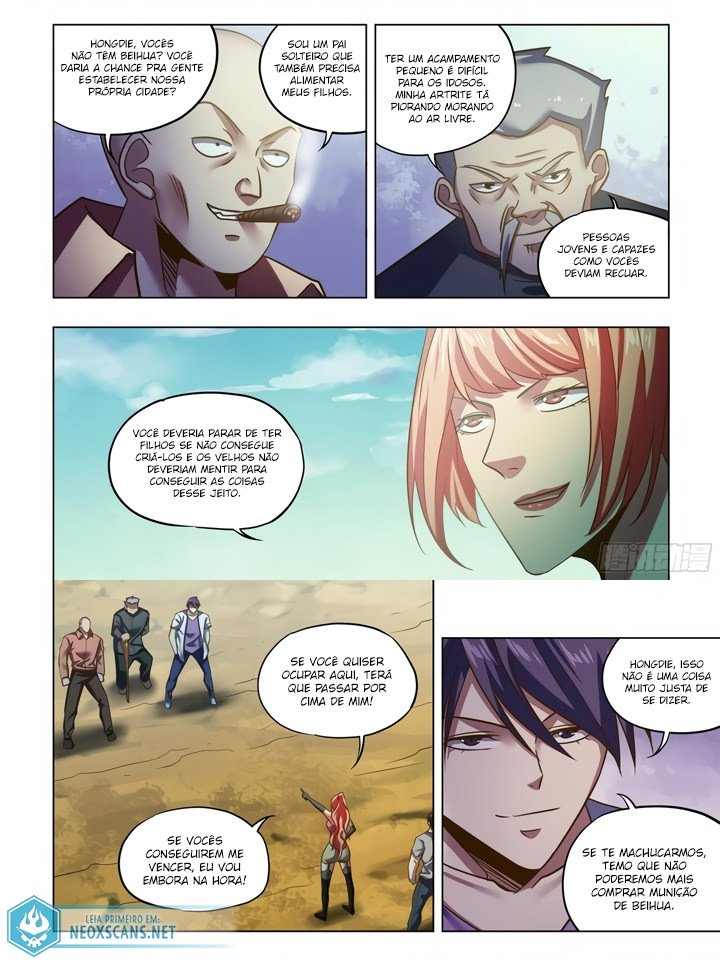 HONGDIE, VOCÊS
NÃO TÊM BEIHUA? VOCÊ
DARIA A CHANCE PRA GENTE
ESTABELECER NOSSA
PRÓPRIA CIDADE?
SOU UM PAI
SOLTEIRO QUE
TAMBÉM PRECISA
ALIMENTAR
MEUS FILHOS.
TER UM ACAMPAMENTO
PEQUENO É DIFÍCIL
PARA OS IDOSOS.
MINHA ARTRITE TÁ
PIORANDO MORANDO
AO AR LIVRE.
PESSOAS
JOVENS E CAPAZES
COMO VOCÊS
DEVIAM RECUAR.
VOCÊ DEVERIA PARAR DE TER
FILHOS SE NÃO CONSEGUE
CRIÁ-LOS E OS VELHOS NÃO
DEVERIAM MENTIR PARA
CONSEGUIR AS COISAS
DESSE JEITO.
腾讯动漫
SE VOCÊ QUISER
OCUPAR AQUI, TERÁ
QUE PASSAR POR
CIMA DE MIM!
HONGDIE, ISSO
NÃO É UMA COISA
MUITO JUSTA DE
SE DIZER.
SE VOCÊS
CONSEGUIREM ME
VENCER, EU VOU
EMBORA NA HORA!
SE TE MACHUCARMOS,
TEMO QUE NÃO
PODEREMOS MAIS
COMPRAR MUNIÇÃO
DE BEIHUA.
LEIA PRIMEIRO EM:
NEOXSCANS.NET